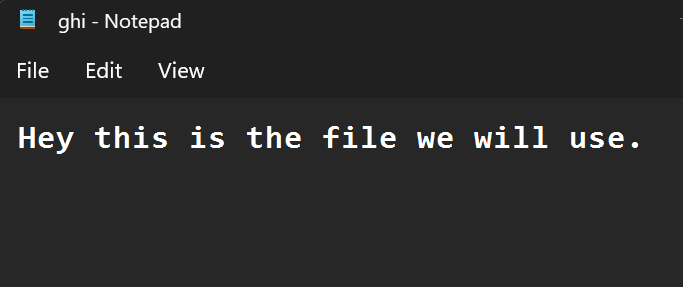 ghi - Notepad
File Edit View
Hey this is the file we will use.